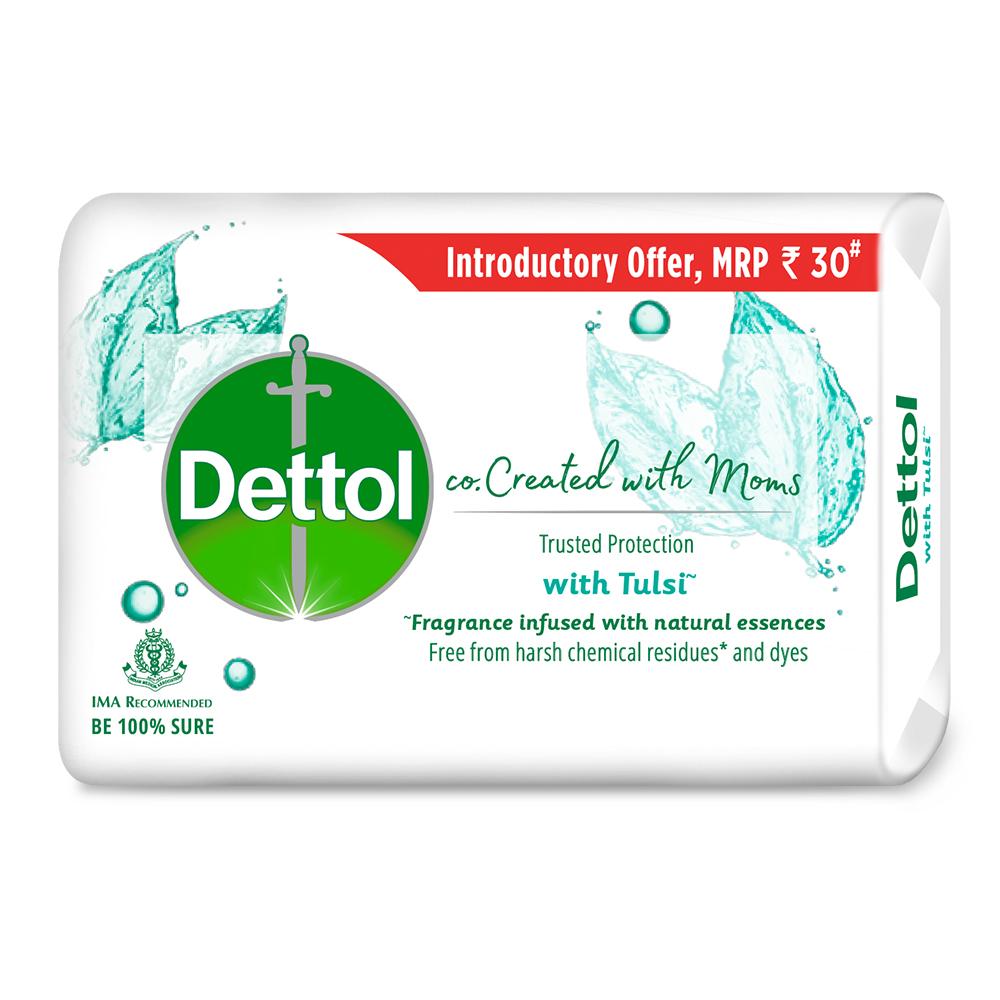 Introductory Offer, MRP ₹ 30#
Dettol
co.Created with Moms
Trusted Protection
with Tulsi~
~Fragrance infused with natural essences
Free from harsh chemical residues* and dyes
IMA RECOMMENDED
BE 100% SURE
Dettol
with Tulsi~